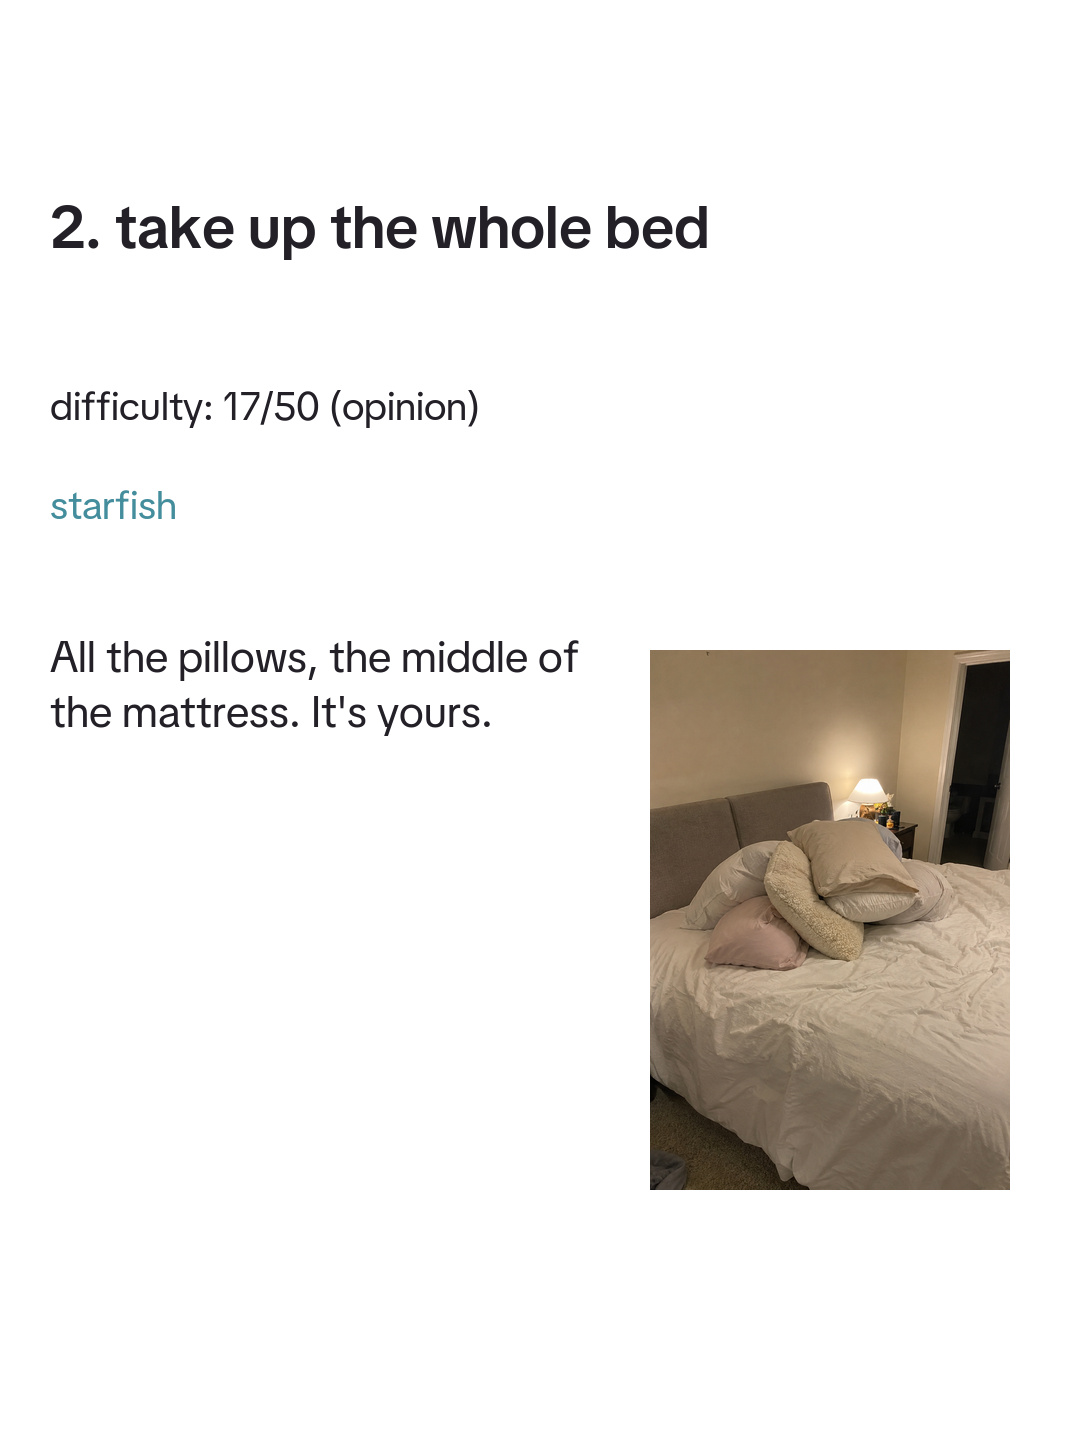 2. take up the whole bed
difficulty: 17/50 (opinion)
starfish
All the pillows, the middle of
the mattress. It's yours.